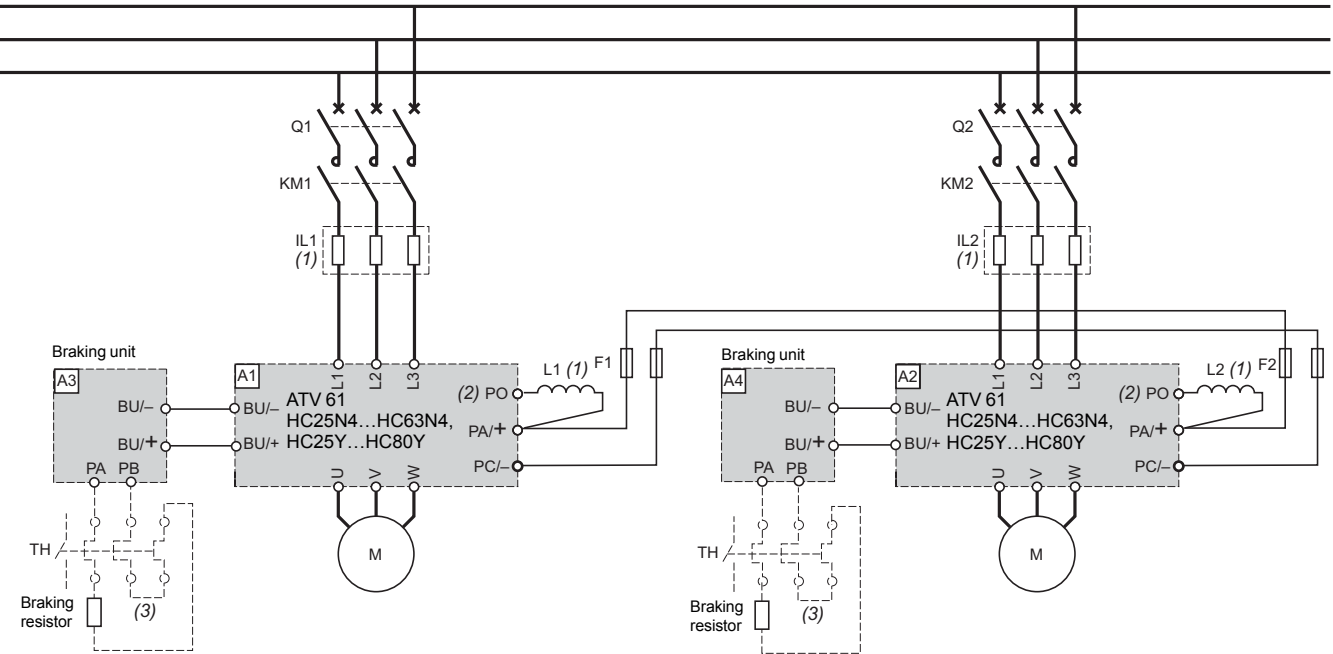 Q1
KM1
IL1
(1)
Braking unit
A3
BU/–
BU/+
PA PB
TH
Braking
resistor
(3)
A1
L1
L2
L3
ATV 61
HC25N4...HC63N4,
HC25Y...HC80Y
BU/–
BU/+
(2) PO
PA/+
PC/–
L1 (1)
F1
U
V
W
M
Q2
KM2
IL2
(1)
Braking unit
A4
BU/–
BU/+
PA PB
TH
Braking
resistor
(3)
A2
L1
L2
L3
ATV 61
HC25N4...HC63N4,
HC25Y...HC80Y
BU/–
BU/+
(2) PO
PA/+
PC/–
L2 (1)
F2
U
V
W
M